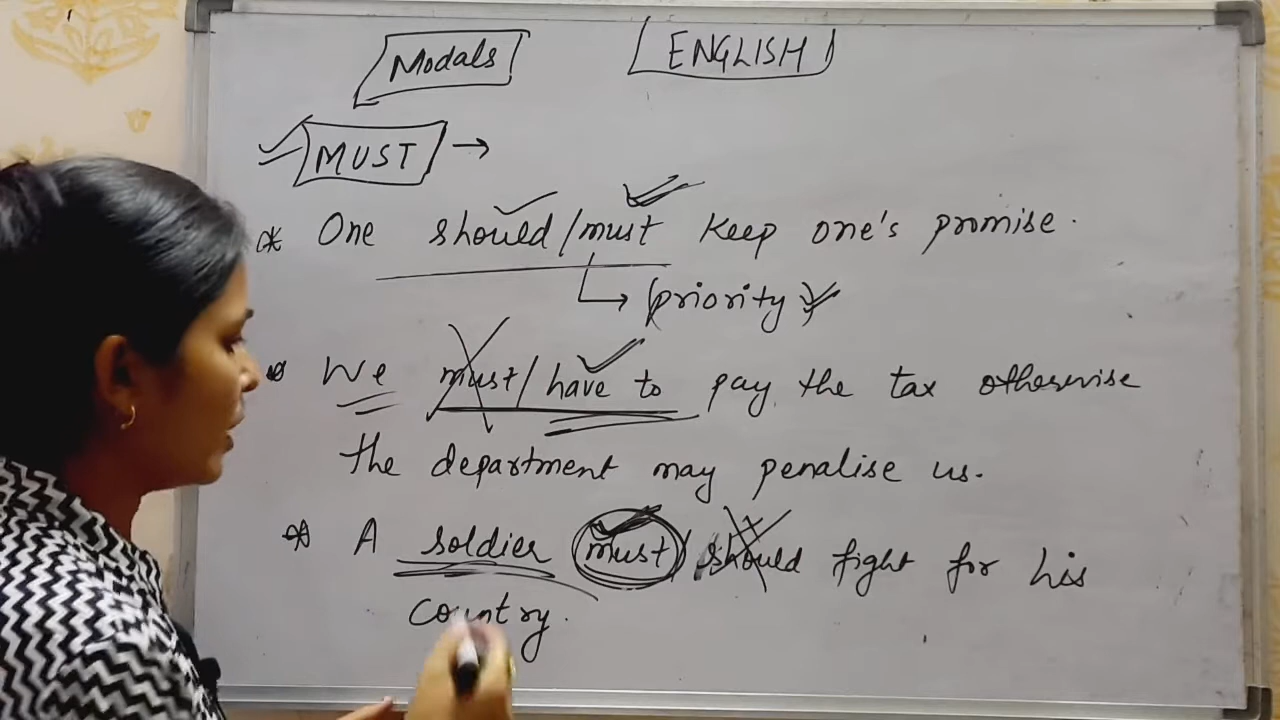 Modals
ENGLISH
MUST →
* One should/must keep one's promise.
→ (priority)
We must/have to pay the tax otherwise
the department may penalise us.
* A soldier must/should fight for his
country.